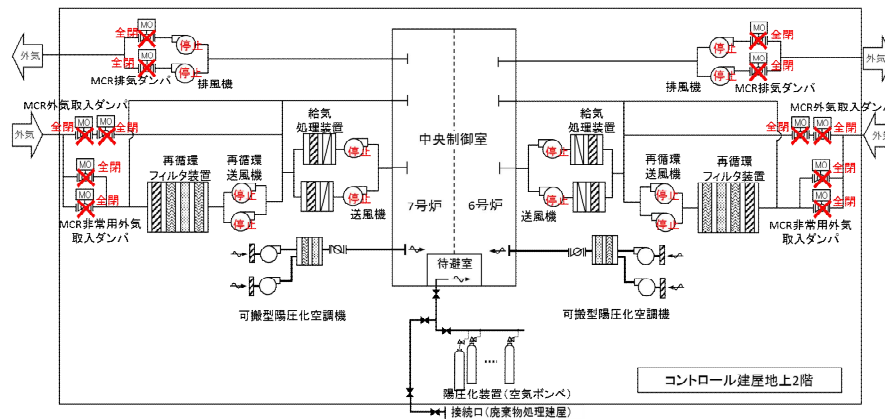 MO
全閉
停止
外気
全閉
MO
停止
MCR排気ダンパ
排風機
MCR外気取入ダンパ
外気
全閉
MO
MO
全閉
MO
全閉
MO
全閉
MCR非常用外気
取入ダンパ
再循環
フィルタ装置
再循環
送風機
停止
停止
給気
処理装置
停止
停止
送風機
中央制御室
7号炉
6号炉
待避室
MO
全閉
停止
外気
MO
全閉
停止
排風機
MCR排気ダンパ
MCR外気取入ダンパ
全閉
MO
MO
全閉
外気
MO
全閉
MO
全閉
MCR非常用外気
取入ダンパ
給気
処理装置
停止
停止
送風機
再循環
送風機
停止
停止
再循環
フィルタ装置
可搬型陽圧化空調機
可搬型陽圧化空調機
陽圧化装置(空気ボンベ)
接続口(廃棄物処理建屋)
コントロール建屋地上2階